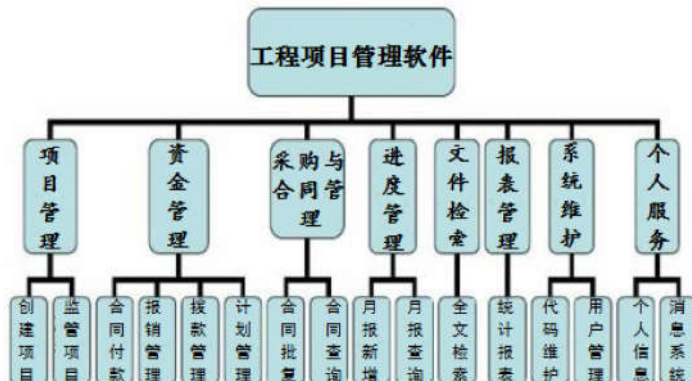 工程项目管理软件
项目管理
资金管理
采购与合同管理
进度管理
文件检索
报表管理
系统维护
个人服务
创建项目
监管项目
合同付款
报销管理
拨款管理
计划管理
合同批复
合同查询
月报新增
月报查询
全文检索
统计报表
代码维护
用户管理
个人信息
消息系统